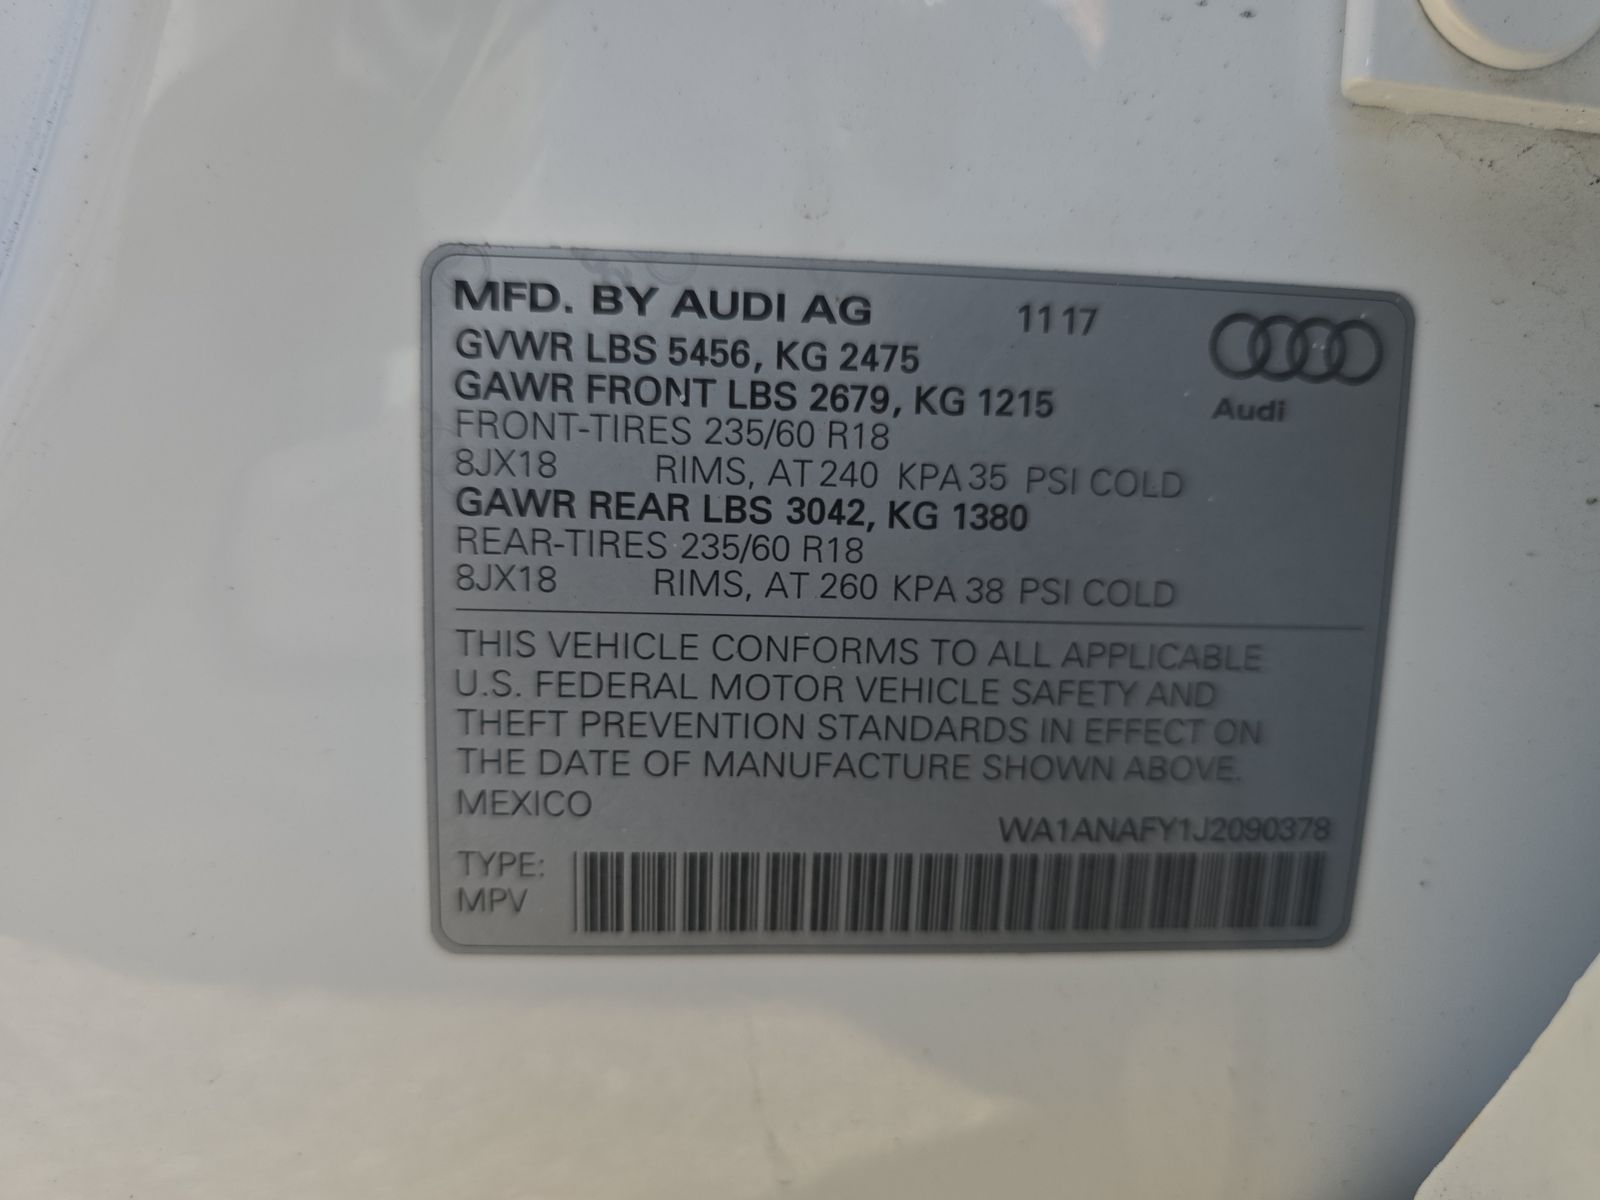 MFD. BY AUDI AG 11 17
GVWR LBS 5456, KG 2475
GAWR FRONT LBS 2679, KG 1215
Audi
FRONT-TIRES 235/60 R18
8JX18 RIMS, AT 240 KPA 35 PSI COLD
GAWR REAR LBS 3042, KG 1380
REAR-TIRES 235/60 R18
8JX18 RIMS, AT 260 KPA 38 PSI COLD
THIS VEHICLE CONFORMS TO ALL APPLICABLE
U.S. FEDERAL MOTOR VEHICLE SAFETY AND
THEFT PREVENTION STANDARDS IN EFFECT ON
THE DATE OF MANUFACTURE SHOWN ABOVE.
MEXICO
WA1ANAFY1J2090378
TYPE:
MPV